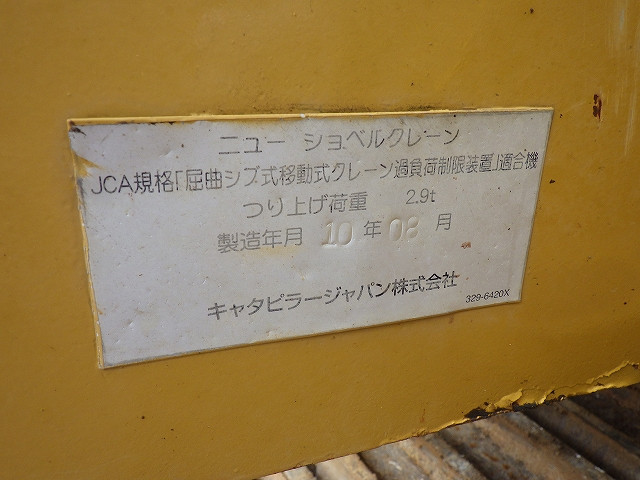 ニュー ショベルクレーン
JCA規格「屈曲ジブ式移動式クレーン過負荷制限装置」適合機
つり上げ荷重 2.9t
製造年月 10 年 08 月
キャタピラージャパン株式会社
329-6420X